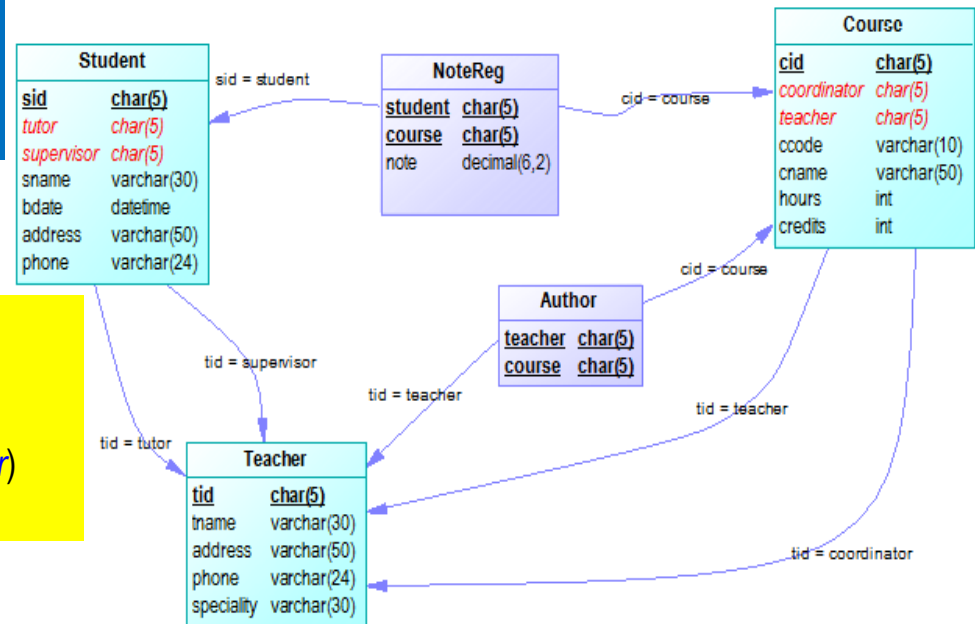 Student
sid char(5)
tutor char(5)
supervisor char(5)
sname varchar(30)
bdate datetime
address varchar(50)
phone varchar(24)
sid = student
NoteReg
student char(5)
course char(5)
note decimal(6,2)
cid = course
Course
cid char(5)
coordinator char(5)
teacher char(5)
ccode varchar(10)
cname varchar(50)
hours int
credits int
cid = course
Author
teacher char(5)
course char(5)
tid = supervisor
tid = teacher
tid = teacher
tid = tutor
r)
Teacher
tid char(5)
tname varchar(30)
address varchar(50)
phone varchar(24)
speciality varchar(30)
tid = coordinator